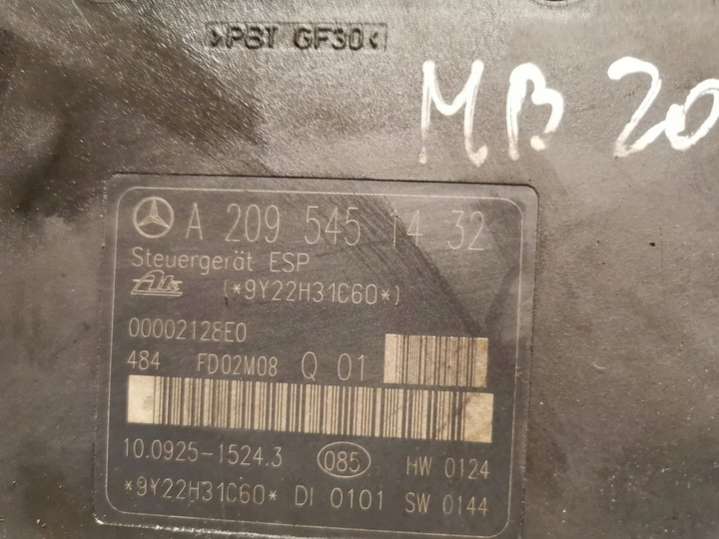 >PBT GF30<
MB 20
A 209 545 14 32
Steuergerät ESP
Ate (*9Y22H31C60*)
00002128E0
484 FD02M08 Q 01
10.0925-1524.3 085 HW 0124
*9Y22H31C60* DI 0101 SW 0144